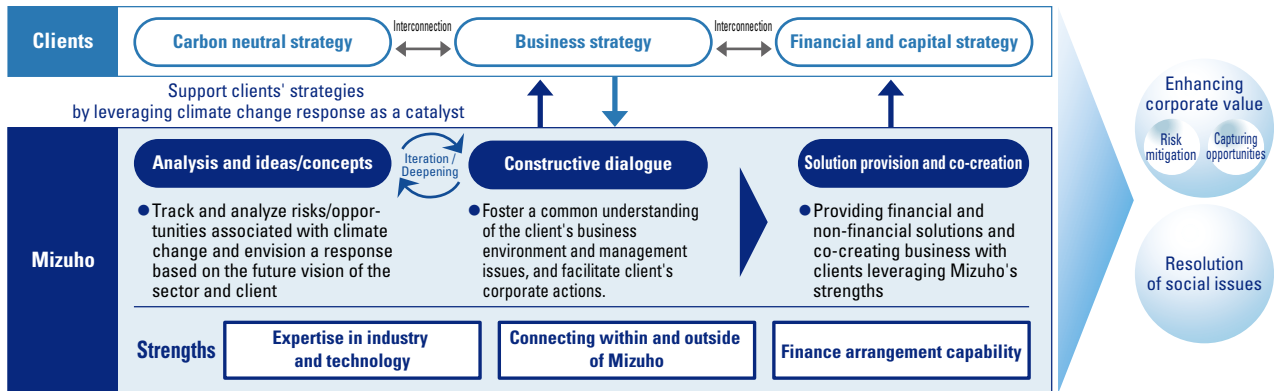 Clients
Carbon neutral strategy
Interconnection
Business strategy
Interconnection
Financial and capital strategy
Support clients' strategies
by leveraging climate change response as a catalyst
Mizuho
Analysis and ideas/concepts
Iteration /
Deepening
Constructive dialogue
Solution provision and co-creation
●Track and analyze risks/oppor-
tunities associated with climate
change and envision a response
based on the future vision of the
sector and client
●Foster a common understanding
of the client's business
environment and management
issues, and facilitate client's
corporate actions.
●Providing financial and
non-financial solutions and
co-creating business with
clients leveraging Mizuho's
strengths
Strengths
Expertise in industry
and technology
Connecting within and outside
of Mizuho
Finance arrangement capability
Enhancing
corporate value
Risk
mitigation
Capturing
opportunities
Resolution
of social issues